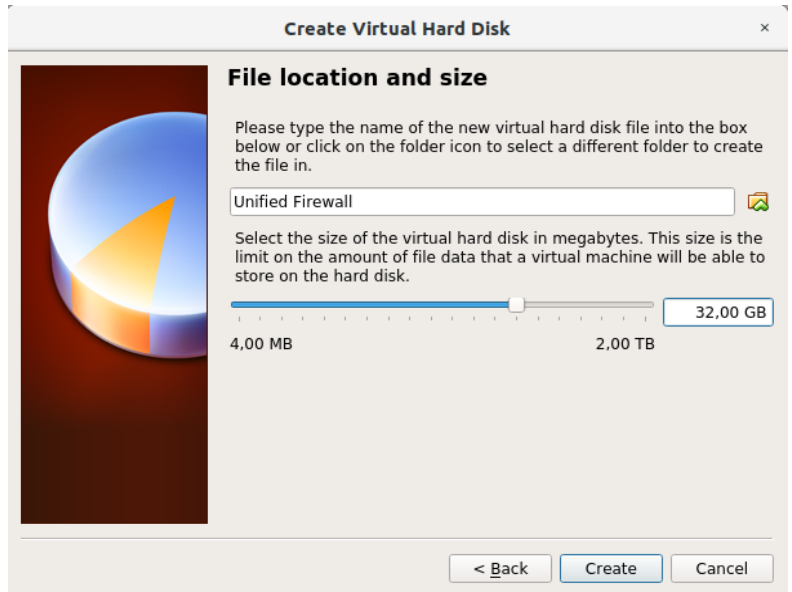 Create Virtual Hard Disk
×
File location and size
Please type the name of the new virtual hard disk file into the box
below or click on the folder icon to select a different folder to create
the file in.
Unified Firewall
Select the size of the virtual hard disk in megabytes. This size is the
limit on the amount of file data that a virtual machine will be able to
store on the hard disk.
32,00 GB
4,00 MB 2,00 TB
< Back Create Cancel